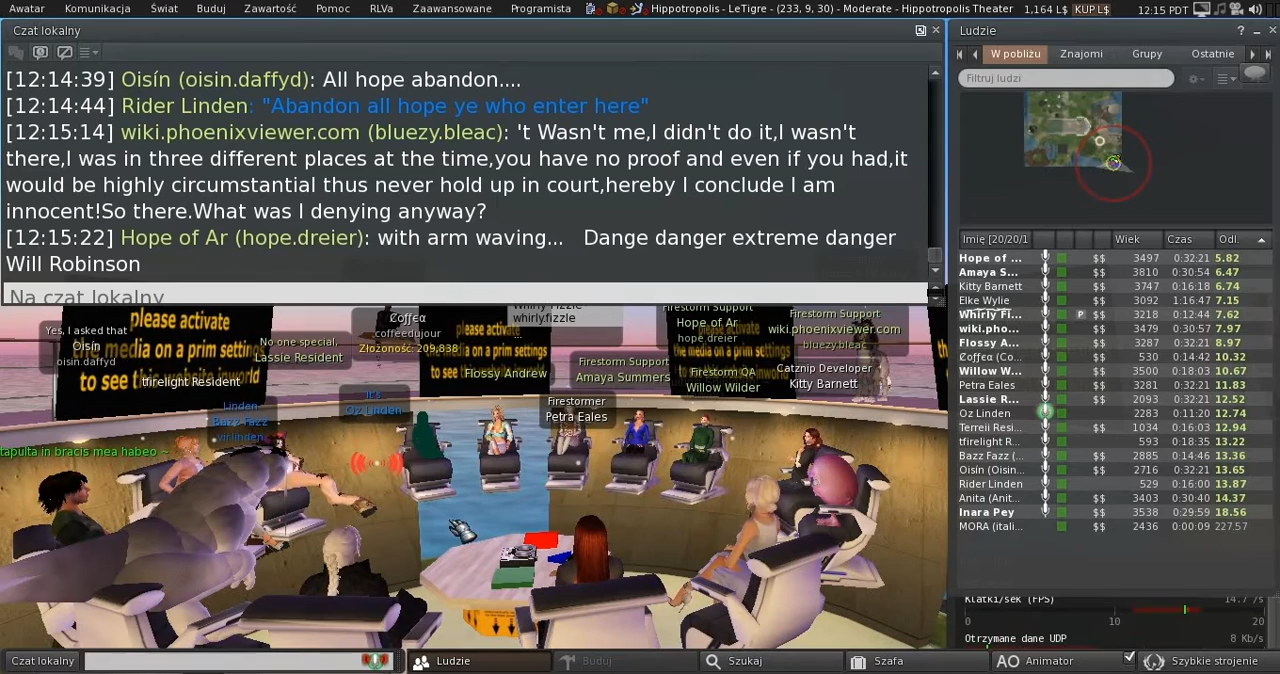 Awatar Komunikacja Świat Buduj Zawartość Pomoc RLVa Zaawansowane Programista Hippotropolis - LeTigre - (233, 9, 30) - Moderate - Hippotropolis Theater 1,164 L$ KUP L$ 12:15 PDT
Czat lokalny
[12:14:39] Oisín (oisin.daffyd): All hope abandon....
[12:14:44] Rider Linden: "Abandon all hope ye who enter here"
[12:15:14] wiki.phoenixviewer.com (bluezy.bleac): 't Wasn't me,I didn't do it,I wasn't
there,I was in three different places at the time,you have no proof and even if you had,it
would be highly circumstantial thus never hold up in court,hereby I conclude I am
innocent!So there.What was I denying anyway?
[12:15:22] Hope of Ar (hope.dreier): with arm waving... Dange danger extreme danger
Will Robinson
Na czat lokalny
please activate
the media on a prim setting
to see this website inworld
Yes, I asked that
Oisín
oisin.daffyd
tfirelight Resident
No one special,
Lassie Resident
Coffєα
coffeedujour
Złożoność: 209,838
please activate
the media on a prim setting
Whirly Fizzle
whirly.fizzle
...
Flossy Andrew
Firestorm Support
Amaya Summers
Firestorm Support
Hope of Ar
hope.dreier
Firestorm QA
Willow Wilder
Firestorm Support
wiki.phoenixviewer.com
bluezy.bleac
Catznip Developer
Kitty Barnett
Firestormer
Petra Eales
It's
Oz Linden
Linden
Bazz Fazz
virlinden
tapulta in bracis mea habeo ~
Ludzie
W pobliżu Znajomi Grupy Ostatnie
Filtruj ludzi
Imię [20/20/1 Wiek Czas Odl.
Hope of ... $$ 3497 0:32:21 5.82
Amaya S... $$ 3810 0:30:54 6.47
Kitty Barnett $$ 3747 0:16:18 6.74
Elke Wylie $$ 3092 1:16:47 7.15
Whirly Fi... P $$ 3218 0:12:44 7.62
wiki.pho... $$ 3479 0:30:57 7.97
Flossy A... $$ 3287 0:32:21 8.97
Coffєα (Co... $$ 530 0:14:42 10.32
Willow W... $$ 3500 0:18:03 10.67
Petra Eales $$ 3281 0:32:21 11.83
Lassie R... $$ 2093 0:32:21 12.52
Oz Linden 2283 0:11:20 12.74
Terreii Resi... $$ 1034 0:16:03 12.94
tfirelight R... 593 0:18:35 13.22
Bazz Fazz (... $$ 2885 0:14:46 13.36
Oisín (Oisin... $$ 2716 0:32:21 13.65
Rider Linden 529 0:16:00 13.87
Anita (Anit... $$ 3403 0:30:40 14.37
Inara Pey $$ 3538 0:29:59 18.56
MORA (itali... $$ 2436 0:00:09 227.57
Klatki/sek (FPS) 14.7 /s
0 10 20
Otrzymane dane UDP 8 Kb/s
Czat lokalny Ludzie Buduj Szukaj Szafa AO Animator Szybkie strojenie